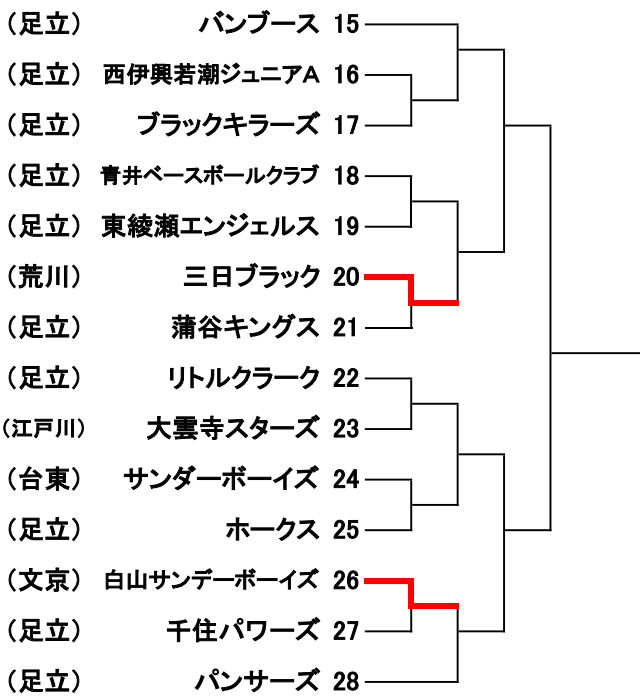 （足立） バンブース 15
（足立） 西伊興若潮ジュニアA 16
（足立） ブラックキラーズ 17
（足立） 青井ベースボールクラブ 18
（足立） 東綾瀬エンジェルス 19
（荒川） 三日ブラック 20
（足立） 蒲谷キングス 21
（足立） リトルクラーク 22
（江戸川） 大雲寺スターズ 23
（台東） サンダーボーイズ 24
（足立） ホークス 25
（文京） 白山サンデーボーイズ 26
（足立） 千住パワーズ 27
（足立） パンサーズ 28